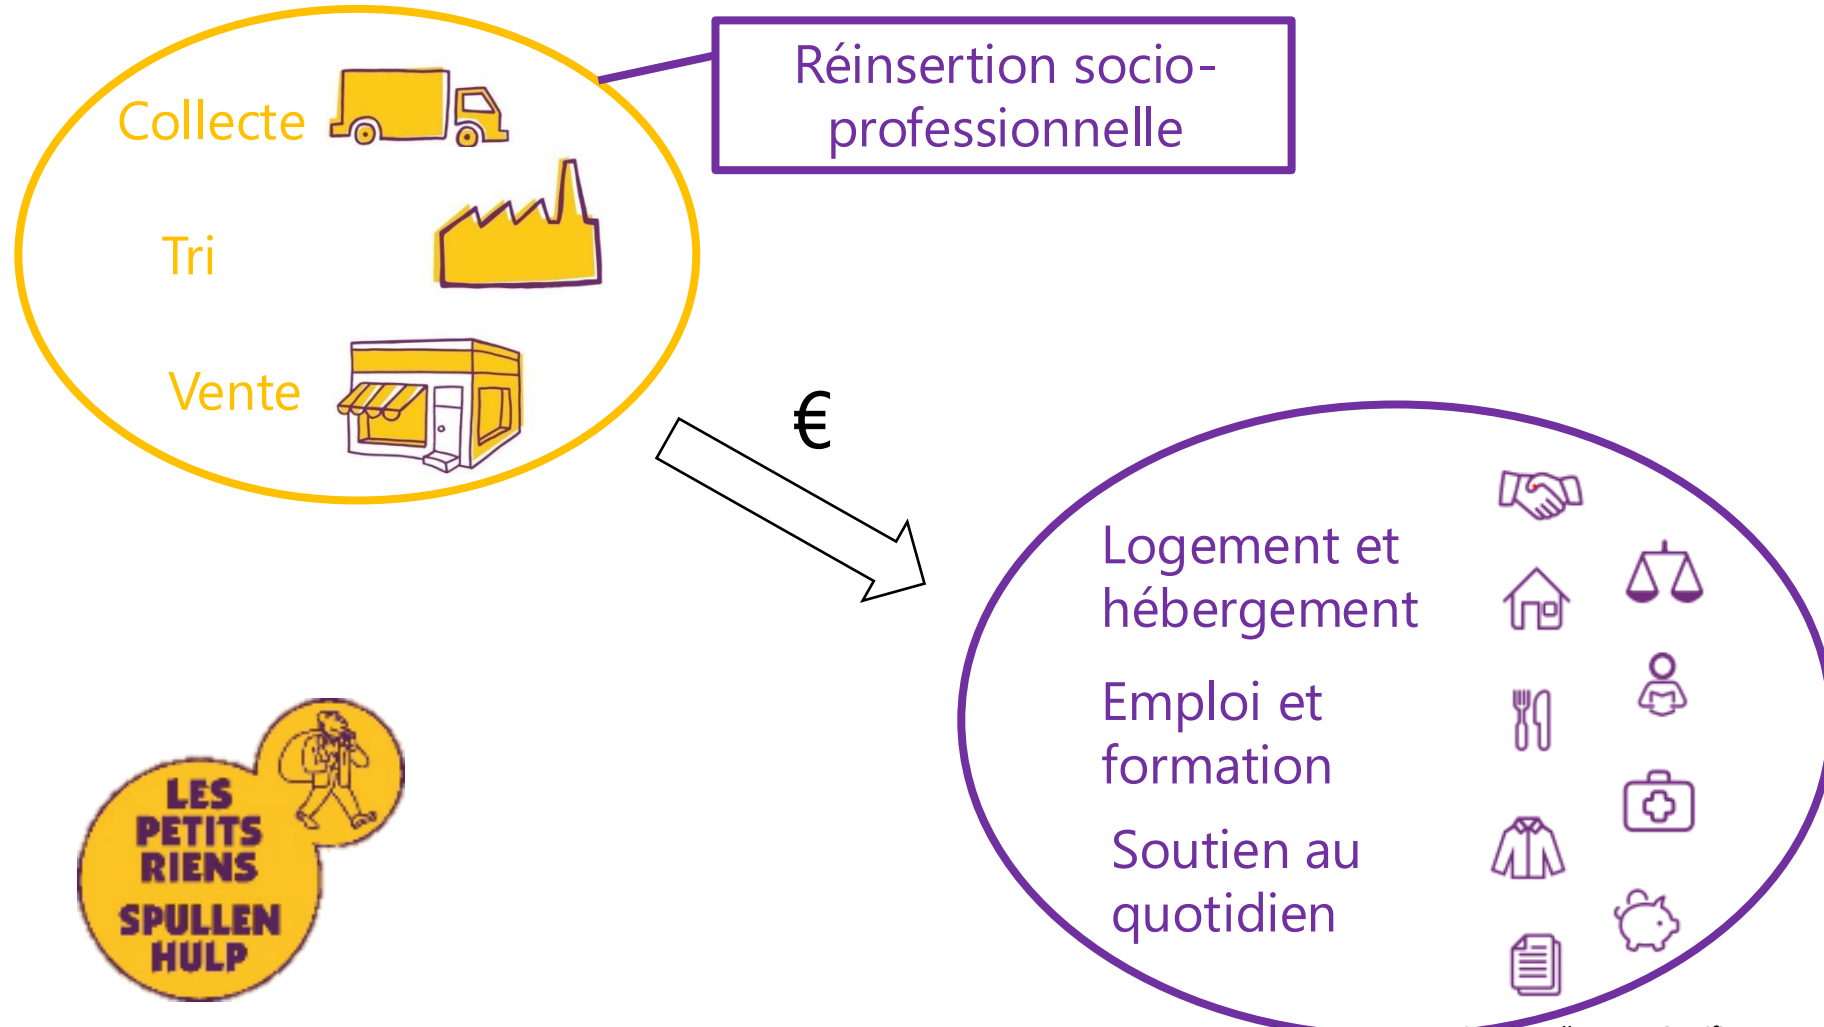 Collecte
Tri
Vente
Réinsertion socio-
professionnelle
€
Logement et
hébergement
Emploi et
formation
Soutien au
quotidien
LES
PETITS
RIENS
SPULLEN
HULP